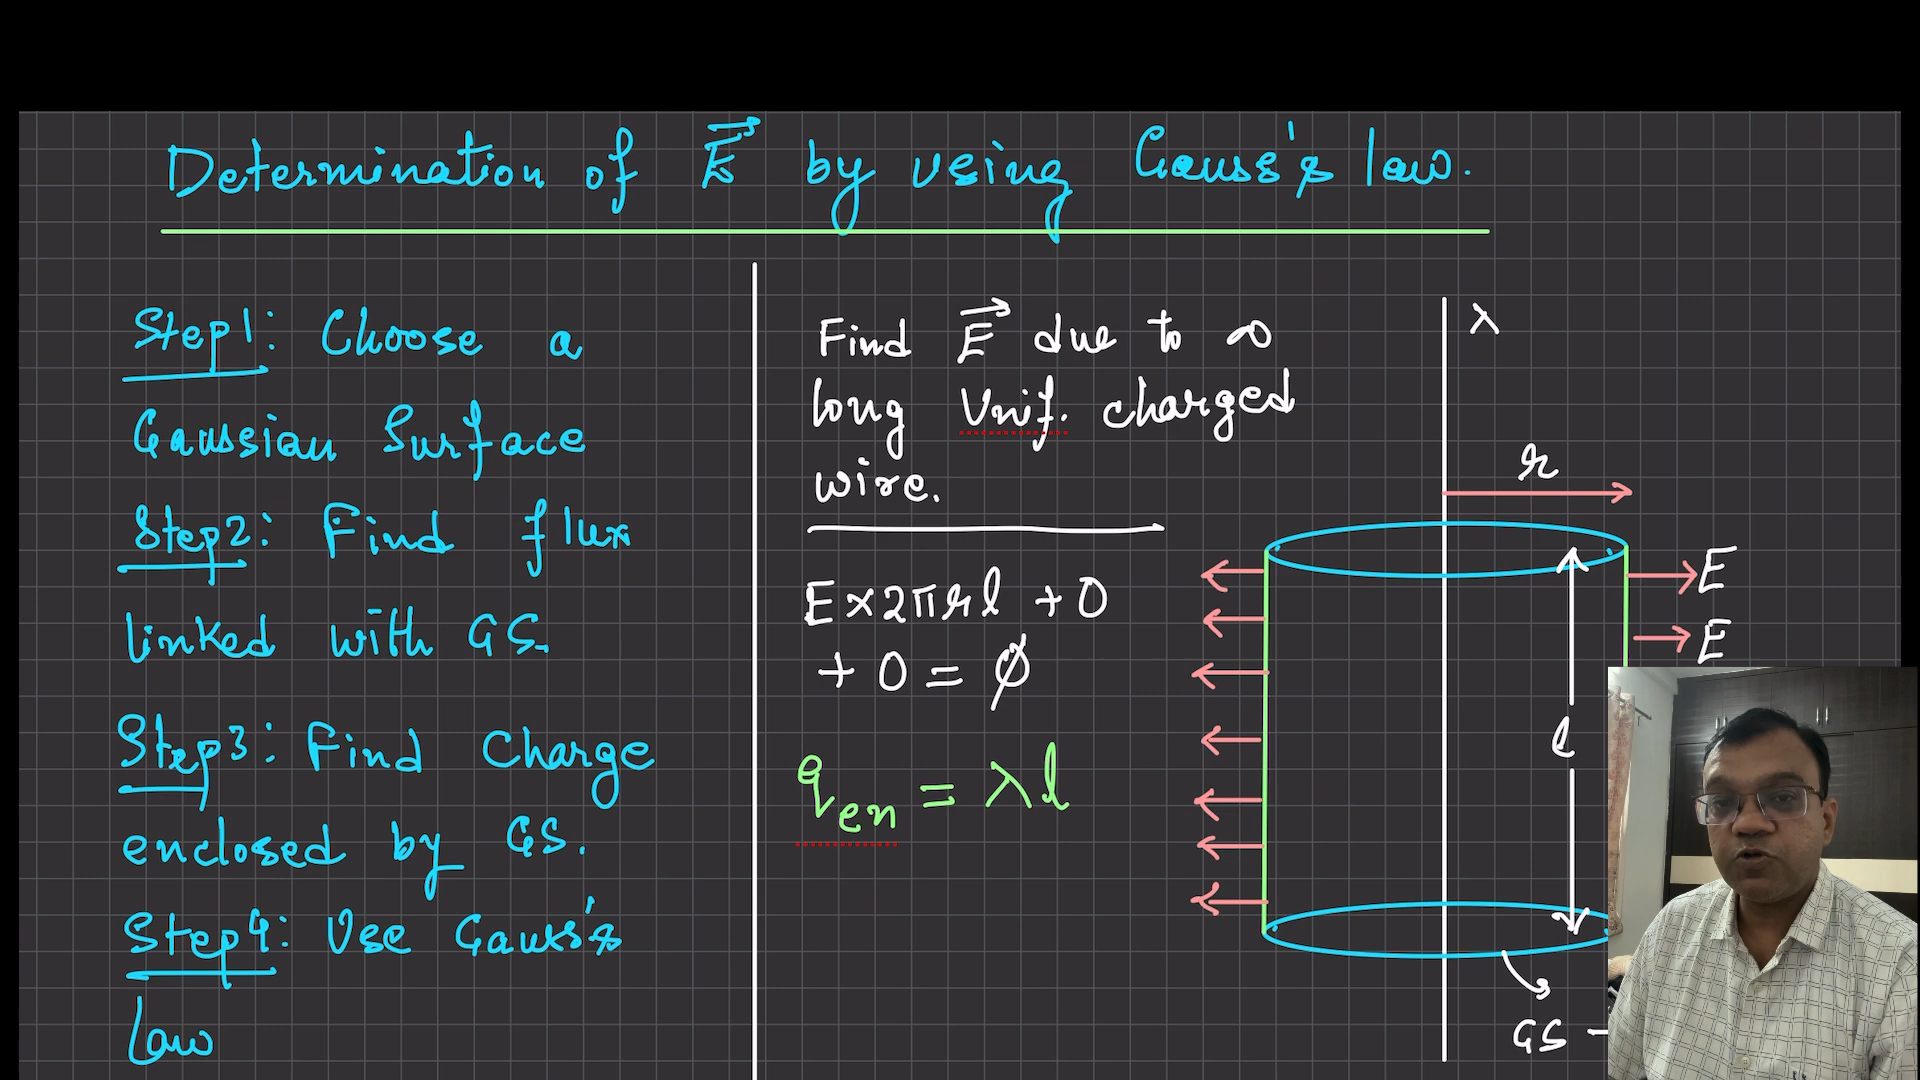 Determination of E by using Gauss's law.
Step1: Choose a
Gaussian Surface
Step2: Find flux
linked with GS.
Step3: Find Charge
enclosed by GS.
Step4: Use Gauss's
law
Find E due to ∞
long Unif. charged
wire.
E×2πrl + 0
+ 0 = ϕ
qen = λl
λ
r
E
E
l
GS -